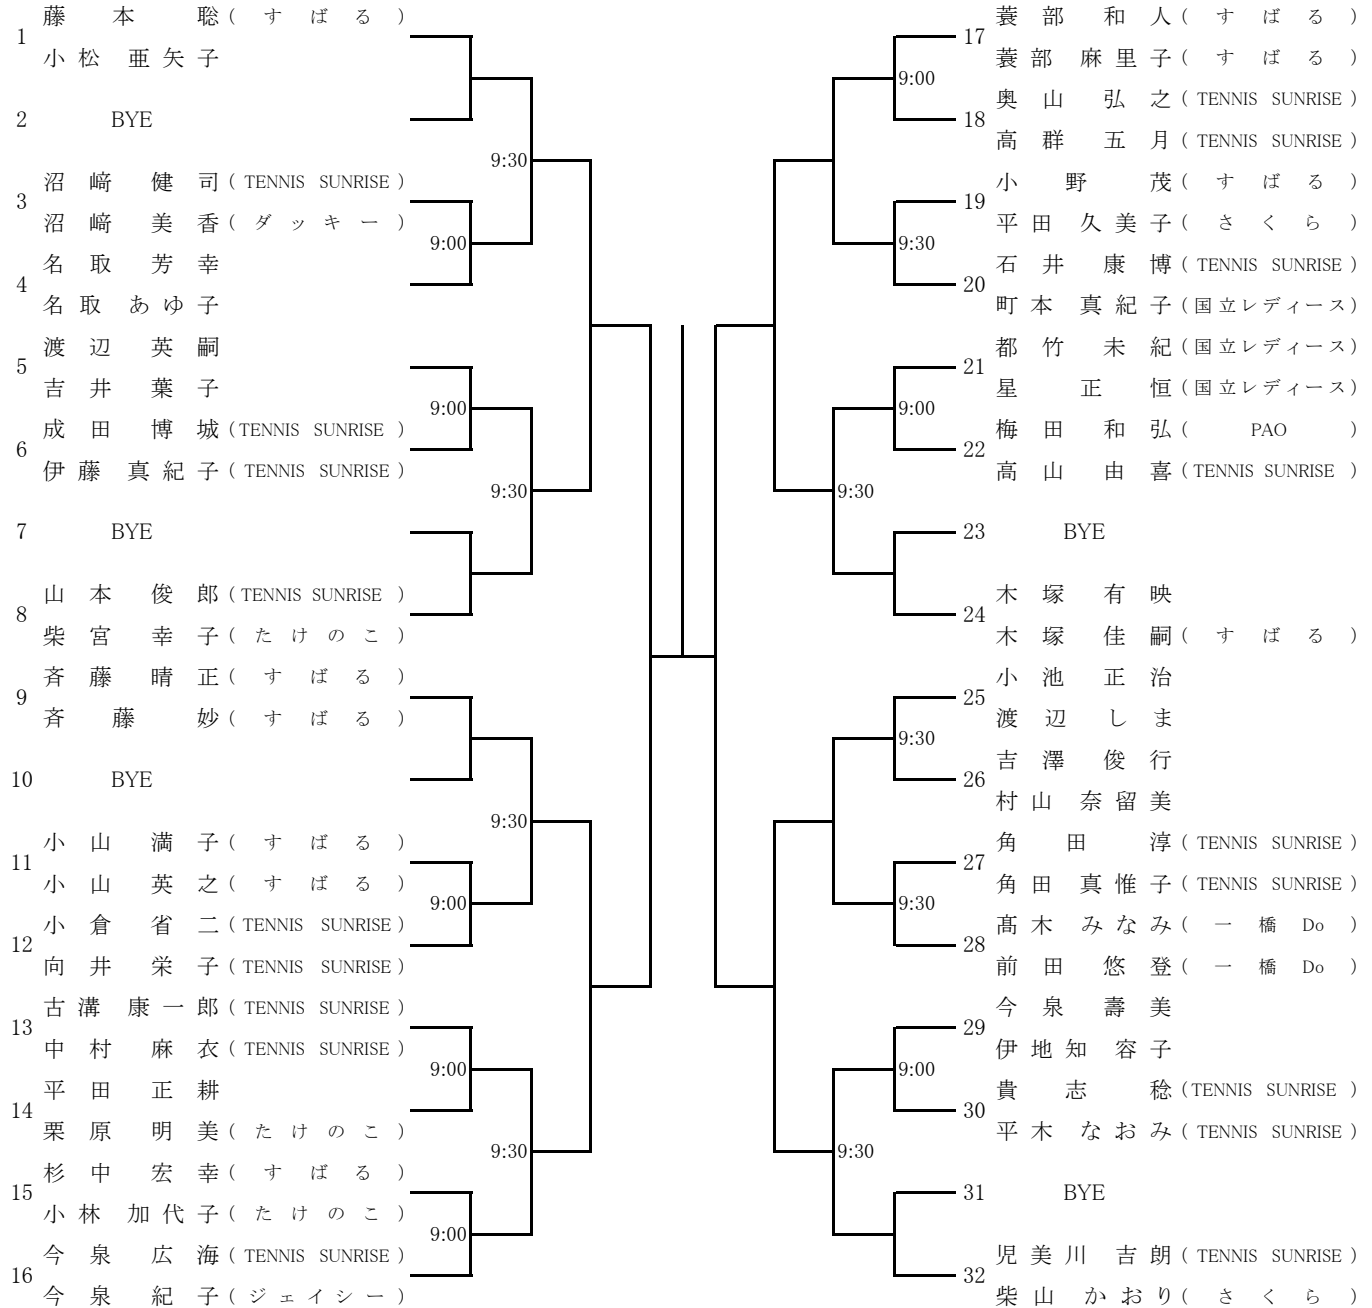 1
藤本 聡 (すばる)
小松 亜矢子
2
BYE
3
沼﨑 健司 (TENNIS SUNRISE)
沼﨑 美香 (ダッキー)
4
名取 芳幸
名取 あゆ子
5
渡辺 英嗣
吉井 葉子
6
成田 博城 (TENNIS SUNRISE)
伊藤 真紀子 (TENNIS SUNRISE)
7
BYE
8
山本 俊郎 (TENNIS SUNRISE)
柴宮 幸子 (たけのこ)
9
斉藤 晴正 (すばる)
斉藤 妙 (すばる)
10
BYE
11
小山 満子 (すばる)
小山 英之 (すばる)
12
小倉 省二 (TENNIS SUNRISE)
向井 栄子 (TENNIS SUNRISE)
13
古溝 康一郎 (TENNIS SUNRISE)
中村 麻衣 (TENNIS SUNRISE)
14
平田 正耕
栗原 明美 (たけのこ)
15
杉中 宏幸 (すばる)
小林 加代子 (たけのこ)
16
今泉 広海 (TENNIS SUNRISE)
今泉 紀子 (ジェイシー)
9:30
9:00
9:00
9:30
9:30
9:00
9:00
9:30
9:00
9:00
9:30
9:00
9:30
9:30
9:30
9:00
9:30
17
蓑部 和人 (すばる)
蓑部 麻里子 (すばる)
18
奥山 弘之 (TENNIS SUNRISE)
高群 五月 (TENNIS SUNRISE)
19
小野 茂 (すばる)
平田 久美子 (さくら)
20
石井 康博 (TENNIS SUNRISE)
町本 真紀子 (国立レディース)
21
都竹 未紀 (国立レディース)
星 正恒 (国立レディース)
22
梅田 和弘 (PAO)
高山 由喜 (TENNIS SUNRISE)
23
BYE
24
木塚 有映
木塚 佳嗣 (すばる)
25
小池 正治
渡辺 しま
26
吉澤 俊行
村山 奈留美
27
角田 淳 (TENNIS SUNRISE)
角田 真惟子 (TENNIS SUNRISE)
28
髙木 みなみ (一橋Do)
前田 悠登 (一橋Do)
29
今泉 壽美
伊地知 容子
30
貴志 稔 (TENNIS SUNRISE)
平木 なおみ (TENNIS SUNRISE)
31
BYE
32
児美川 吉朗 (TENNIS SUNRISE)
柴山 かおり (さくら)